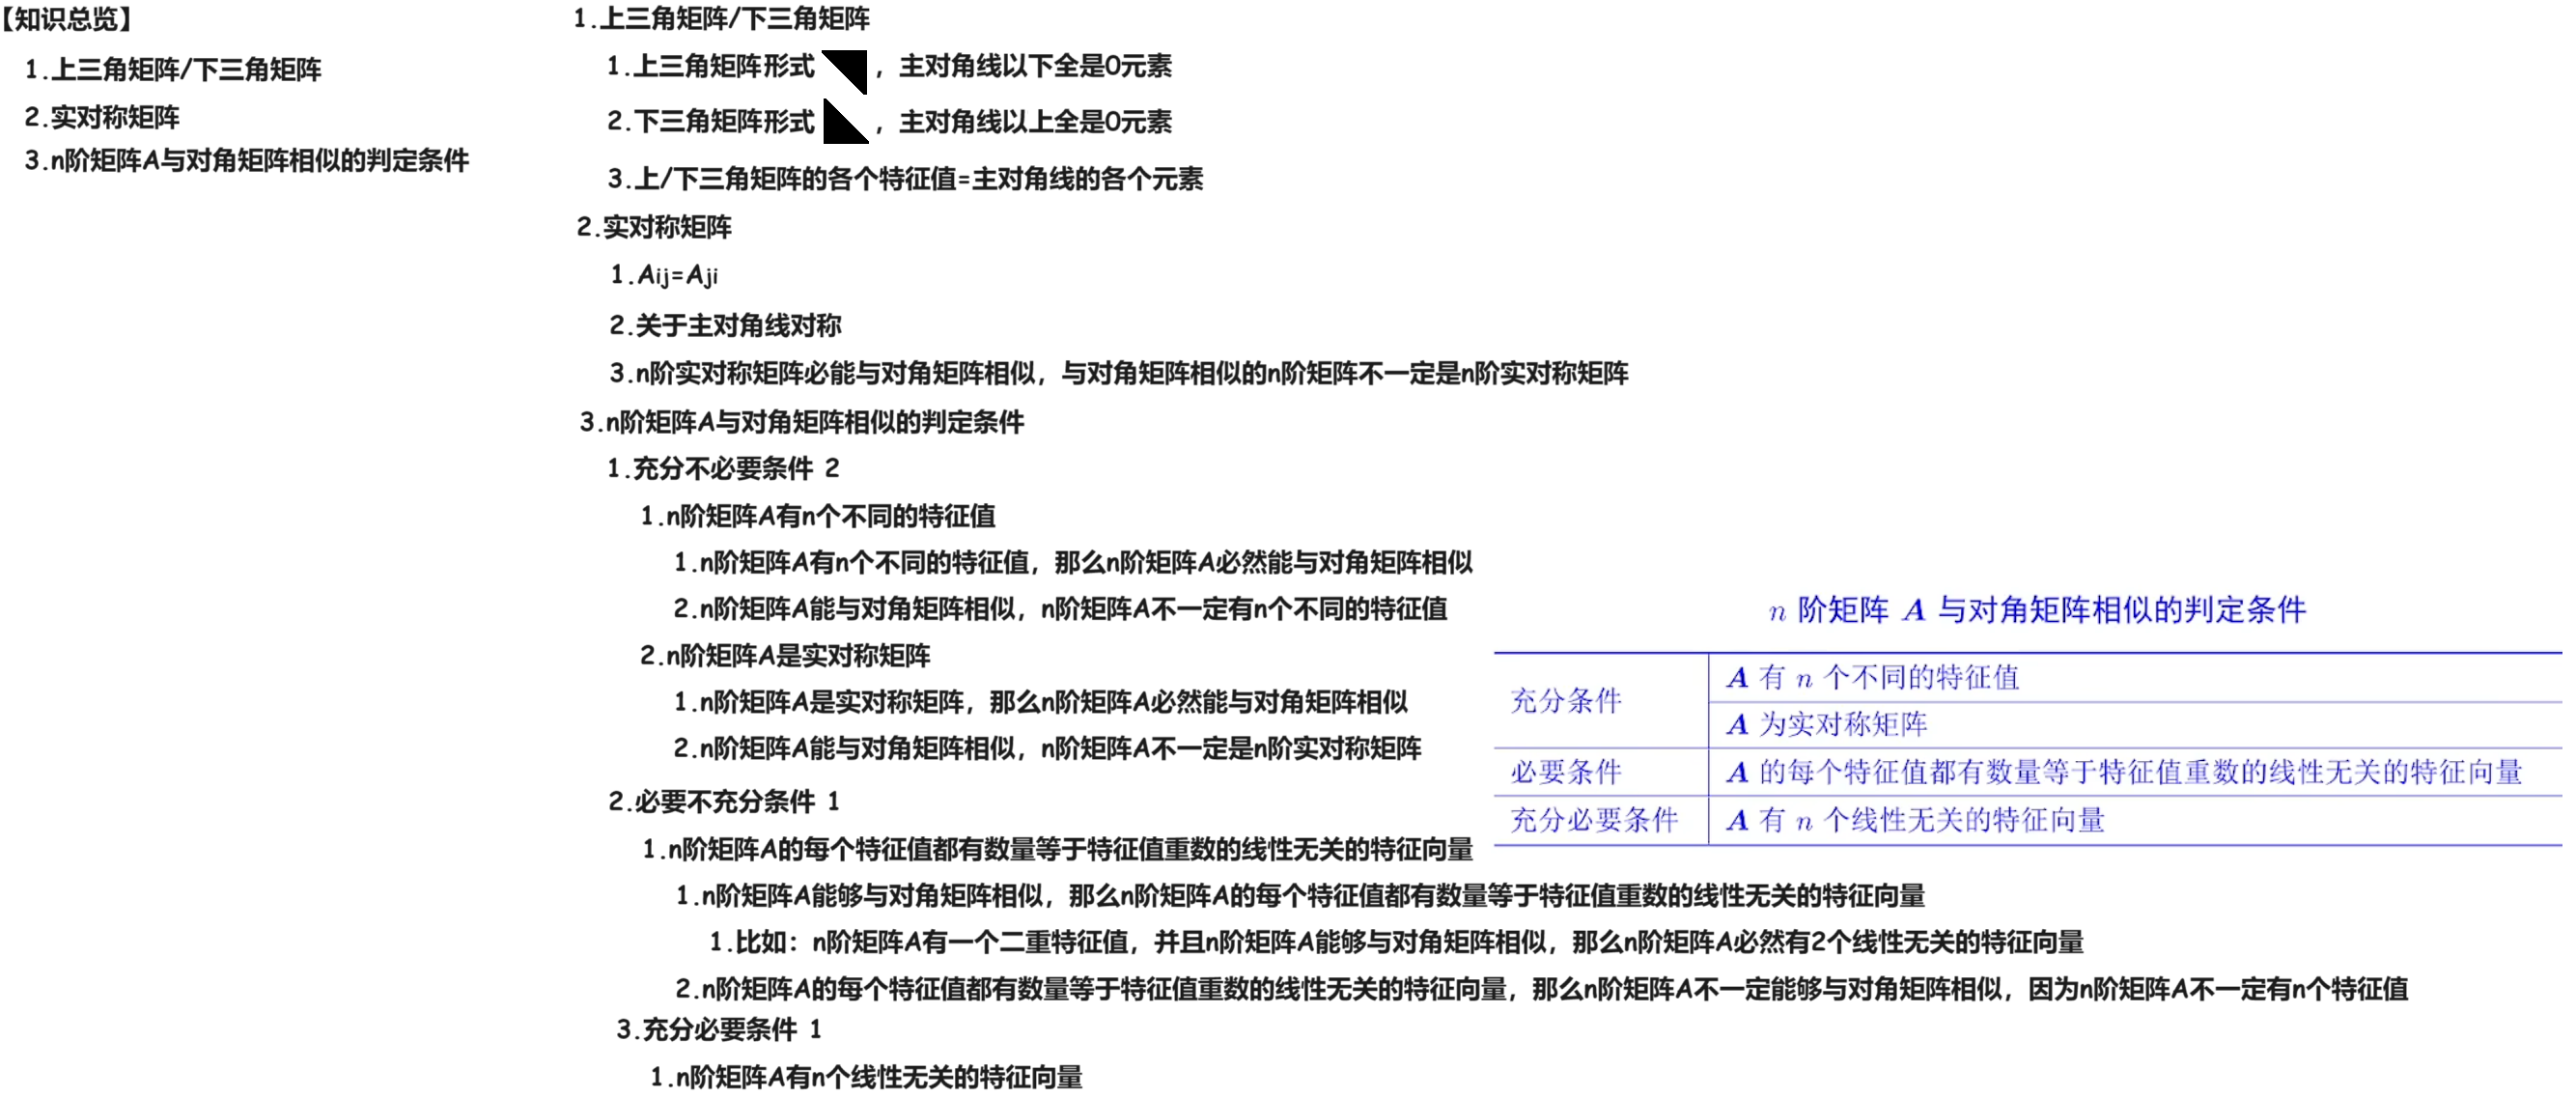 【知识总览】
1.上三角矩阵/下三角矩阵
2.实对称矩阵
3.n阶矩阵A与对角矩阵相似的判定条件
1.上三角矩阵/下三角矩阵
1.上三角矩阵形式 ，主对角线以下全是0元素
2.下三角矩阵形式 ，主对角线以上全是0元素
3.上/下三角矩阵的各个特征值=主对角线的各个元素
2.实对称矩阵
1.Aij=Aji
2.关于主对角线对称
3.n阶实对称矩阵必能与对角矩阵相似，与对角矩阵相似的n阶矩阵不一定是n阶实对称矩阵
3.n阶矩阵A与对角矩阵相似的判定条件
1.充分不必要条件 2
1.n阶矩阵A有n个不同的特征值
1.n阶矩阵A有n个不同的特征值，那么n阶矩阵A必然能与对角矩阵相似
2.n阶矩阵A能与对角矩阵相似，n阶矩阵A不一定有n个不同的特征值
2.n阶矩阵A是实对称矩阵
1.n阶矩阵A是实对称矩阵，那么n阶矩阵A必然能与对角矩阵相似
2.n阶矩阵A能与对角矩阵相似，n阶矩阵A不一定是n阶实对称矩阵
2.必要不充分条件 1
1.n阶矩阵A的每个特征值都有数量等于特征值重数的线性无关的特征向量
1.n阶矩阵A能够与对角矩阵相似，那么n阶矩阵A的每个特征值都有数量等于特征值重数的线性无关的特征向量
1.比如：n阶矩阵A有一个二重特征值，并且n阶矩阵A能够与对角矩阵相似，那么n阶矩阵A必然有2个线性无关的特征向量
2.n阶矩阵A的每个特征值都有数量等于特征值重数的线性无关的特征向量，那么n阶矩阵A不一定能够与对角矩阵相似，因为n阶矩阵A不一定有n个特征值
3.充分必要条件 1
1.n阶矩阵A有n个线性无关的特征向量
n 阶矩阵 A 与对角矩阵相似的判定条件
充分条件
A 有 n 个不同的特征值
A 为实对称矩阵
必要条件 A 的每个特征值都有数量等于特征值重数的线性无关的特征向量
充分必要条件 A 有 n 个线性无关的特征向量